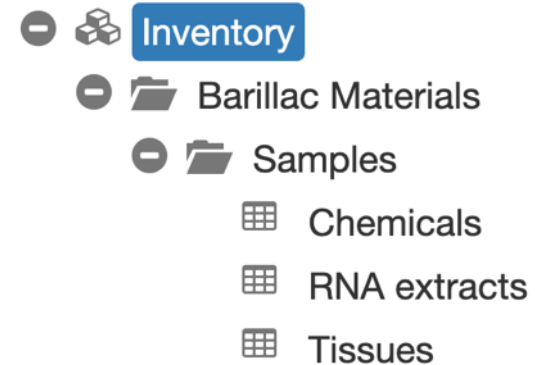 Inventory
Barillac Materials
Samples
Chemicals
RNA extracts
Tissues